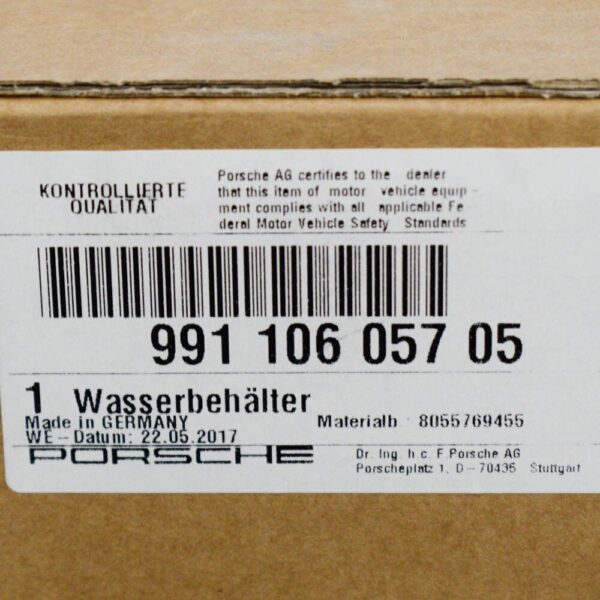 KONTROLLIERTE
QUALITÄT
Porsche AG certifies to the dealer
that this item of motor vehicle equip -
ment complies with all applicable Fe
deral Motor Vehicle Safety Standards
991 106 057 05
1 Wasserbehälter
Made in GERMANY
Materialb 8055769455
WE - Datum: 22.05.2017
PORSCHE
Dr. Ing. h c. F. Porsche AG
Porscheplatz 1, D - 70435 Stuttgart